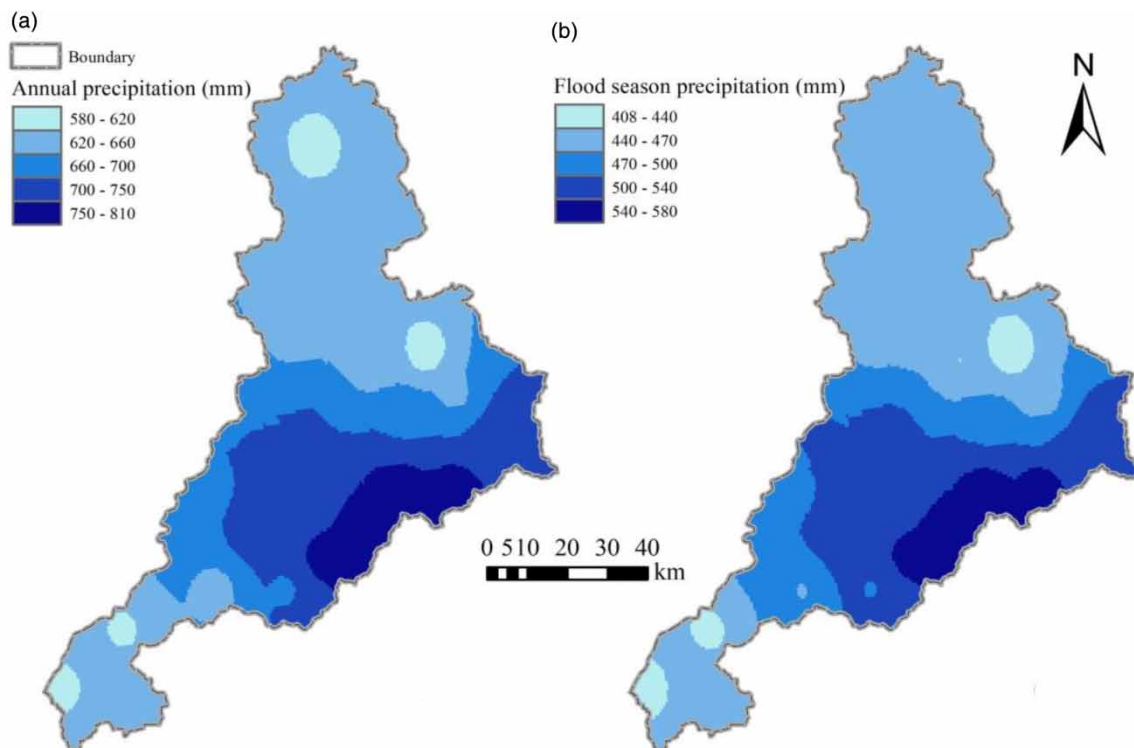 (a)
Boundary
Annual precipitation (mm)
580 - 620
620 - 660
660 - 700
700 - 750
750 - 810
(b)
Flood season precipitation (mm)
408 - 440
440 - 470
470 - 500
500 - 540
540 - 580
N
0 510 20 30 40
km